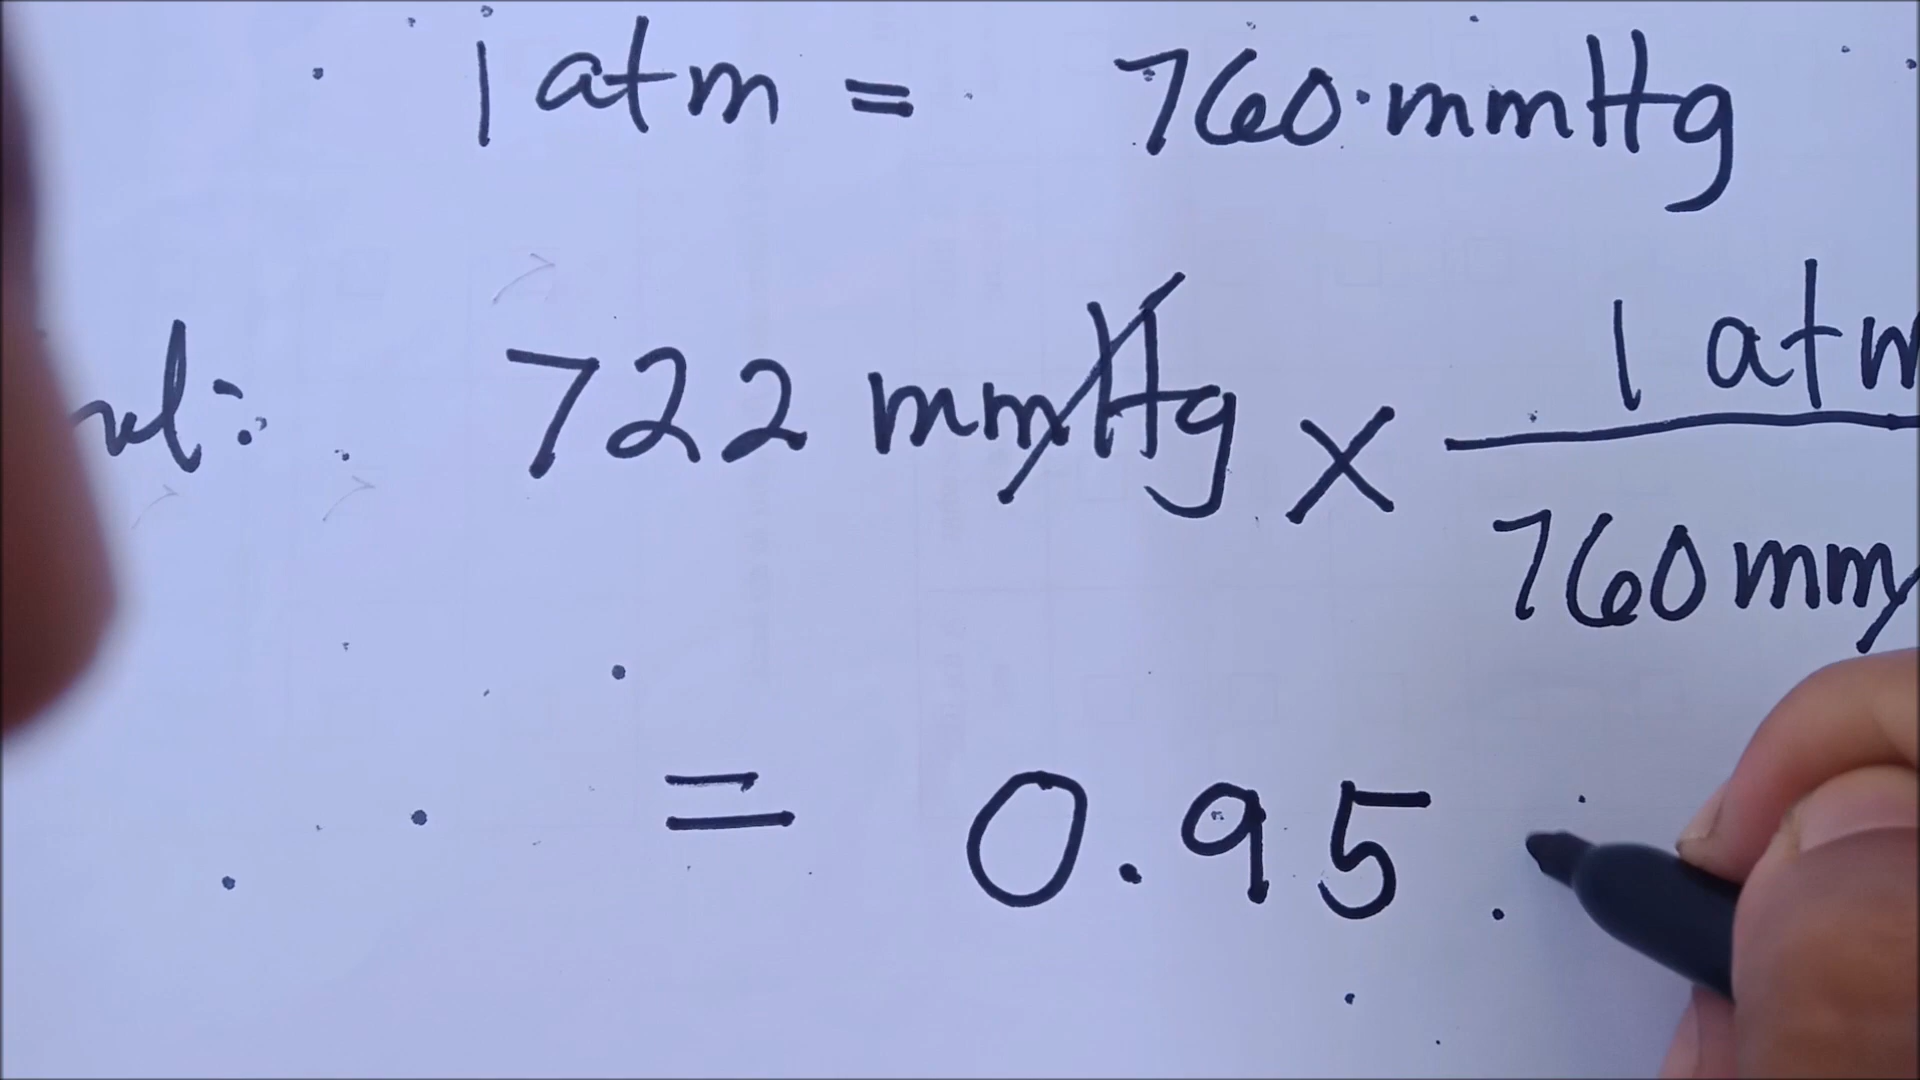 1 atm = 760 mmHg
722 mmHg x 1 atm
760 mm
= 0.95